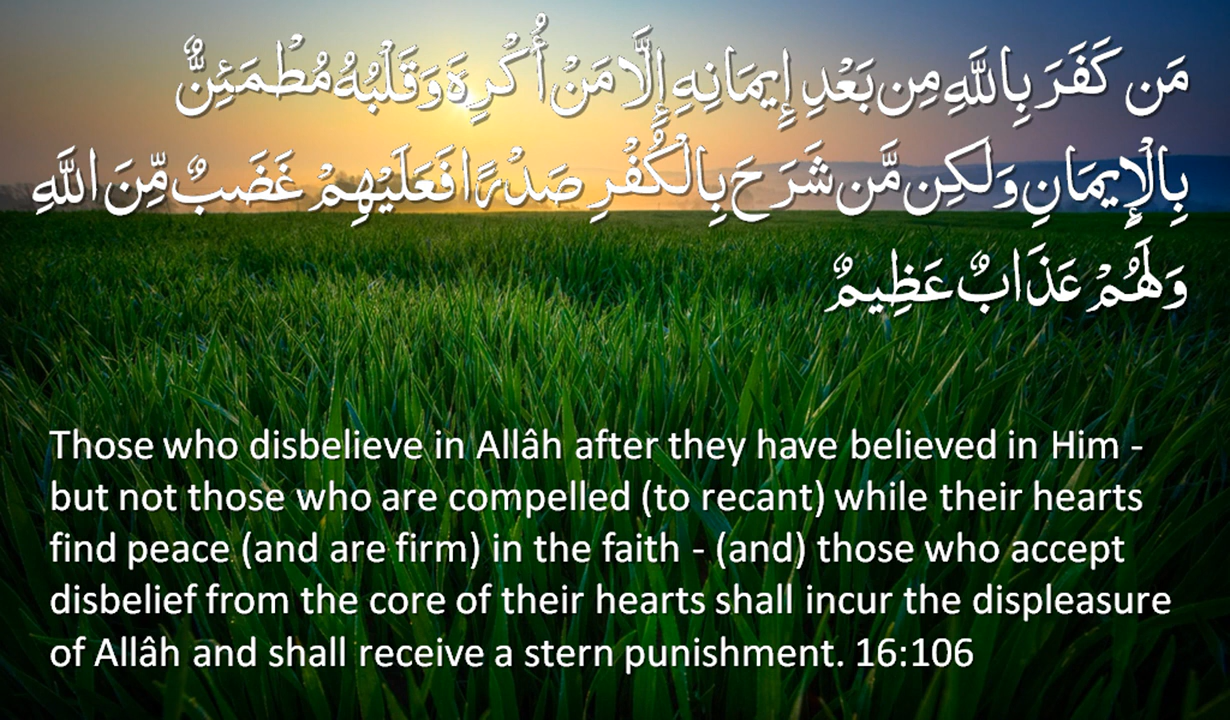 مَن كَفَرَ بِاللَّهِ مِن بَعْدِ إِيمَانِهِ إِلَّا مَنْ أُكْرِهَ وَقَلْبُهُ مُطْمَئِنٌّ
بِالْإِيمَانِ وَلَكِن مَّن شَرَحَ بِالْكُفْرِ صَدْرًا فَعَلَيْهِمْ غَضَبٌ مِّنَ اللَّهِ
وَلَهُمْ عَذَابٌ عَظِيمٌ
Those who disbelieve in Allâh after they have believed in Him -
but not those who are compelled (to recant) while their hearts
find peace (and are firm) in the faith - (and) those who accept
disbelief from the core of their hearts shall incur the displeasure
of Allâh and shall receive a stern punishment. 16:106